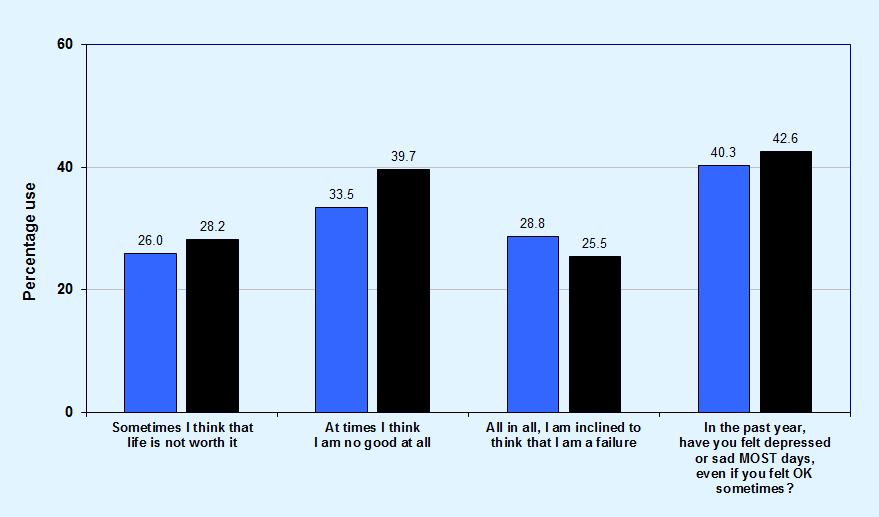 60
40
20
0
Percentage use
26.0
28.2
33.5
39.7
28.8
25.5
40.3
42.6
Sometimes I think that
life is not worth it
At times I think
I am no good at all
All in all, I am inclined to
think that I am a failure
In the past year,
have you felt depressed
or sad MOST days,
even if you felt OK
sometimes?